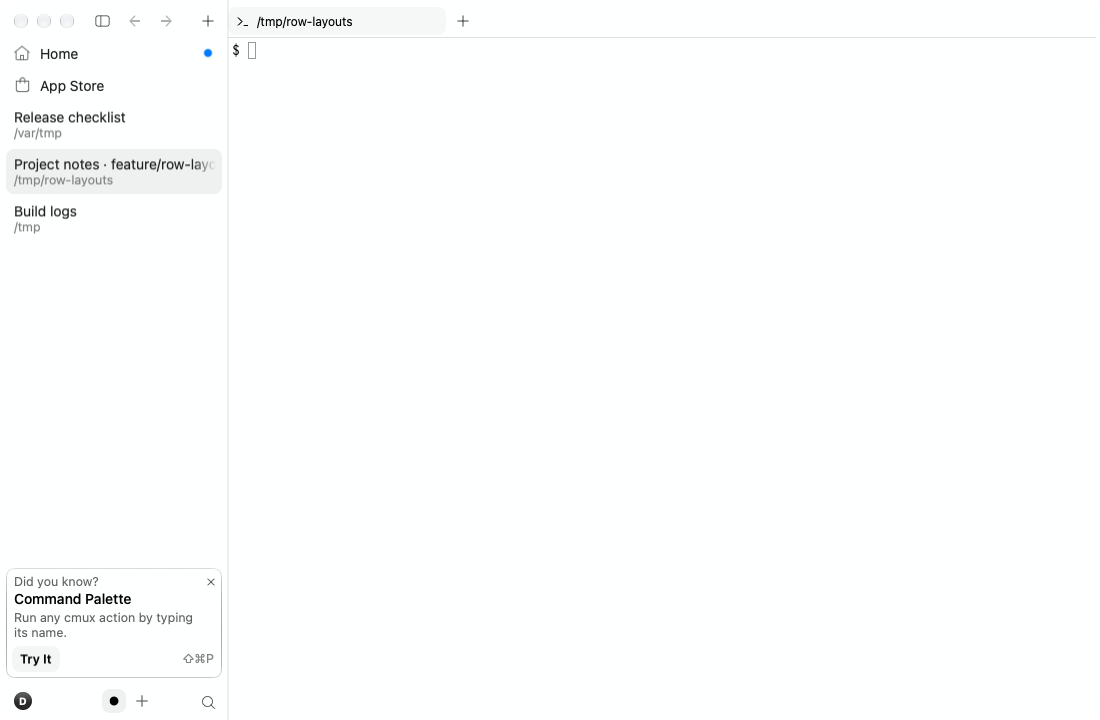 /tmp/row-layouts
$
Home
App Store
Release checklist
/var/tmp
Project notes · feature/row-layo
/tmp/row-layouts
Build logs
/tmp
Did you know?
Command Palette
Run any cmux action by typing
its name.
Try It
⇧⌘P
D